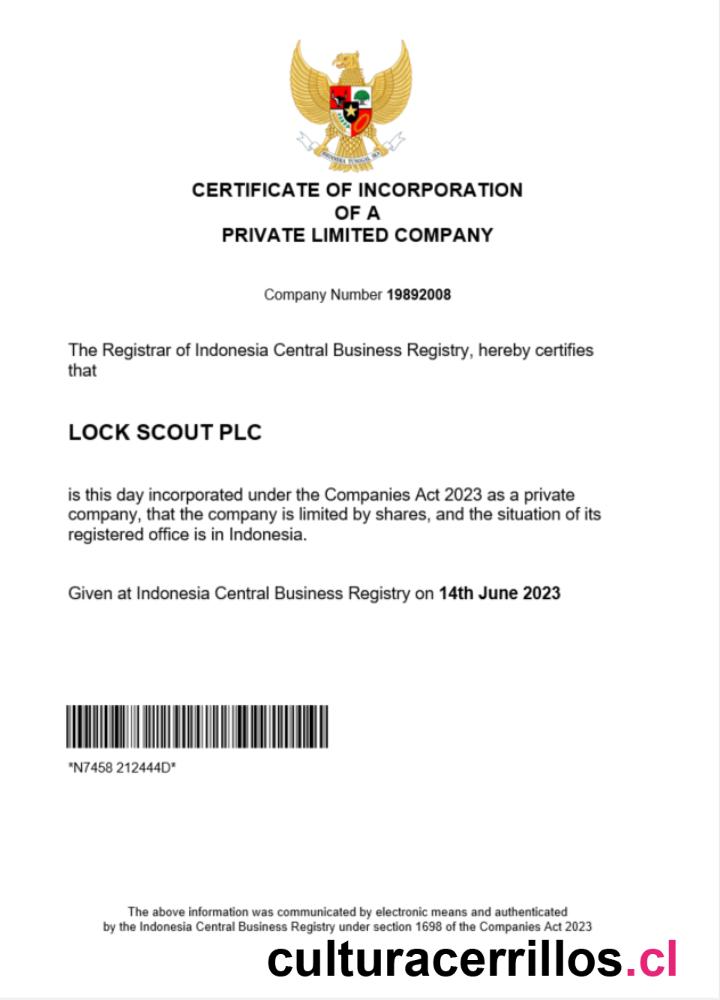 CERTIFICATE OF INCORPORATION
OF A
PRIVATE LIMITED COMPANY
Company Number 19892008
The Registrar of Indonesia Central Business Registry, hereby certifies
that
LOCK SCOUT PLC
is this day incorporated under the Companies Act 2023 as a private
company, that the company is limited by shares, and the situation of its
registered office is in Indonesia.
Given at Indonesia Central Business Registry on 14th June 2023
*N7458 212444D*
The above information was communicated by electronic means and authenticated
by the Indonesia Central Business Registry under section 1698 of the Companies Act 2023
culturacerrillos.cl